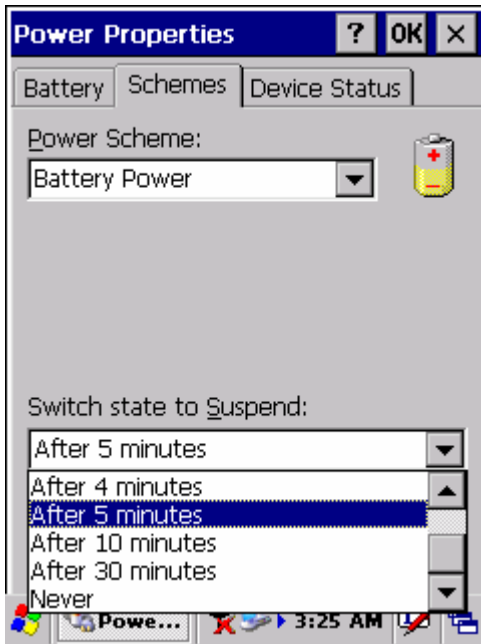 Power Properties ? OK ×
Battery Schemes Device Status
Power Scheme:
Battery Power
Switch state to Suspend:
After 5 minutes
After 4 minutes
After 5 minutes
After 10 minutes
After 30 minutes
Never
Powe... 3:25 AM